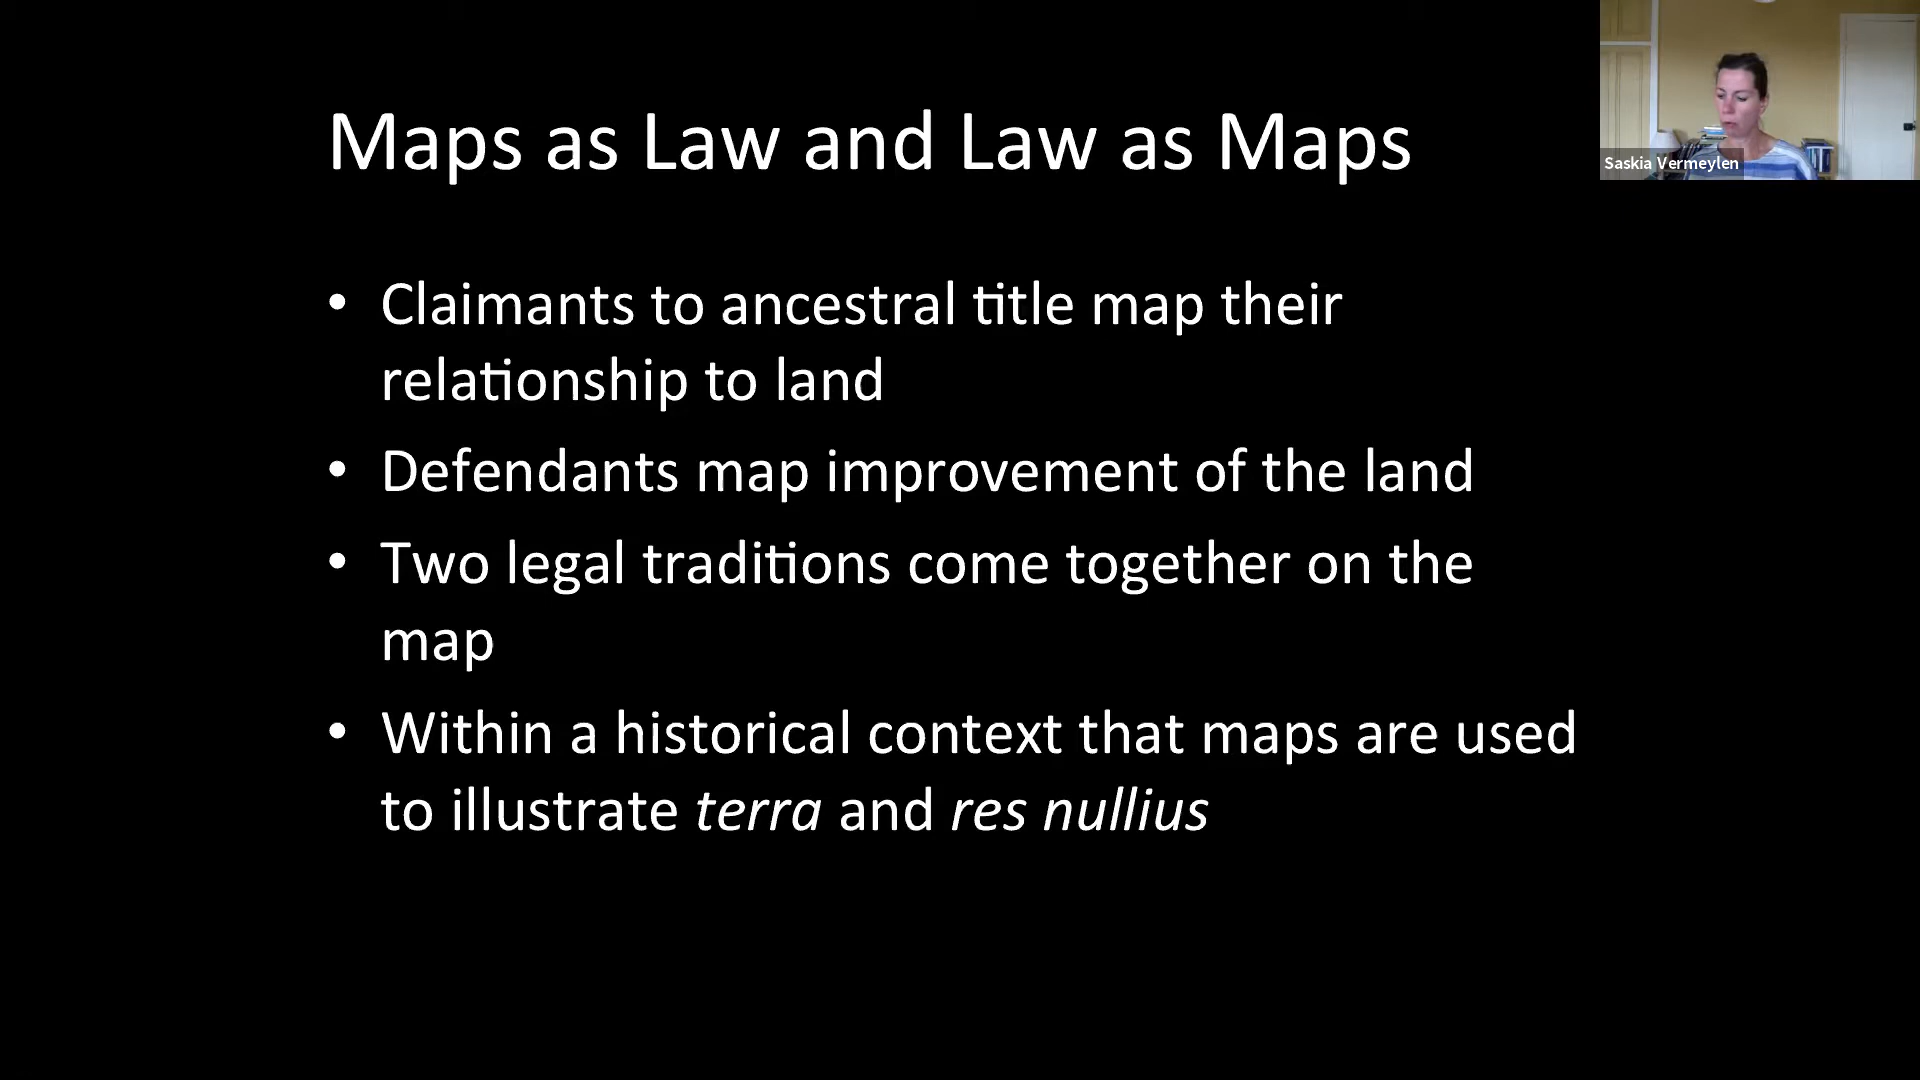 Maps as Law and Law as Maps
Saskia Vermeylen
• Claimants to ancestral title map their
relationship to land
• Defendants map improvement of the land
• Two legal traditions come together on the
map
• Within a historical context that maps are used
to illustrate terra and res nullius